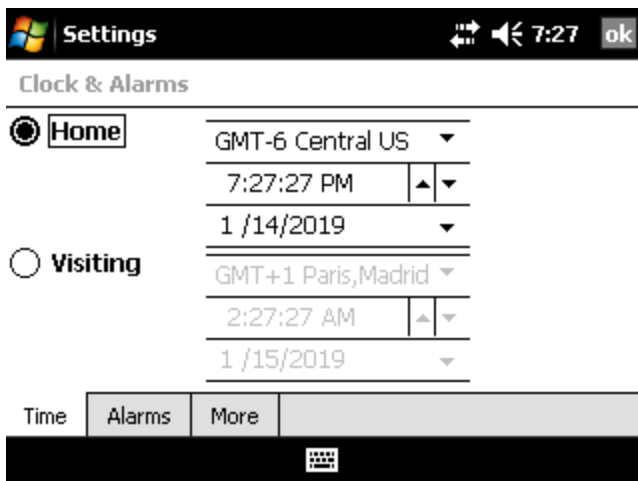 Settings 7:27 ok
Clock & Alarms
Home
GMT-6 Central US
7:27:27 PM
1 /14/2019
Visiting
GMT+1 Paris,Madrid
2:27:27 AM
1 /15/2019
Time Alarms More